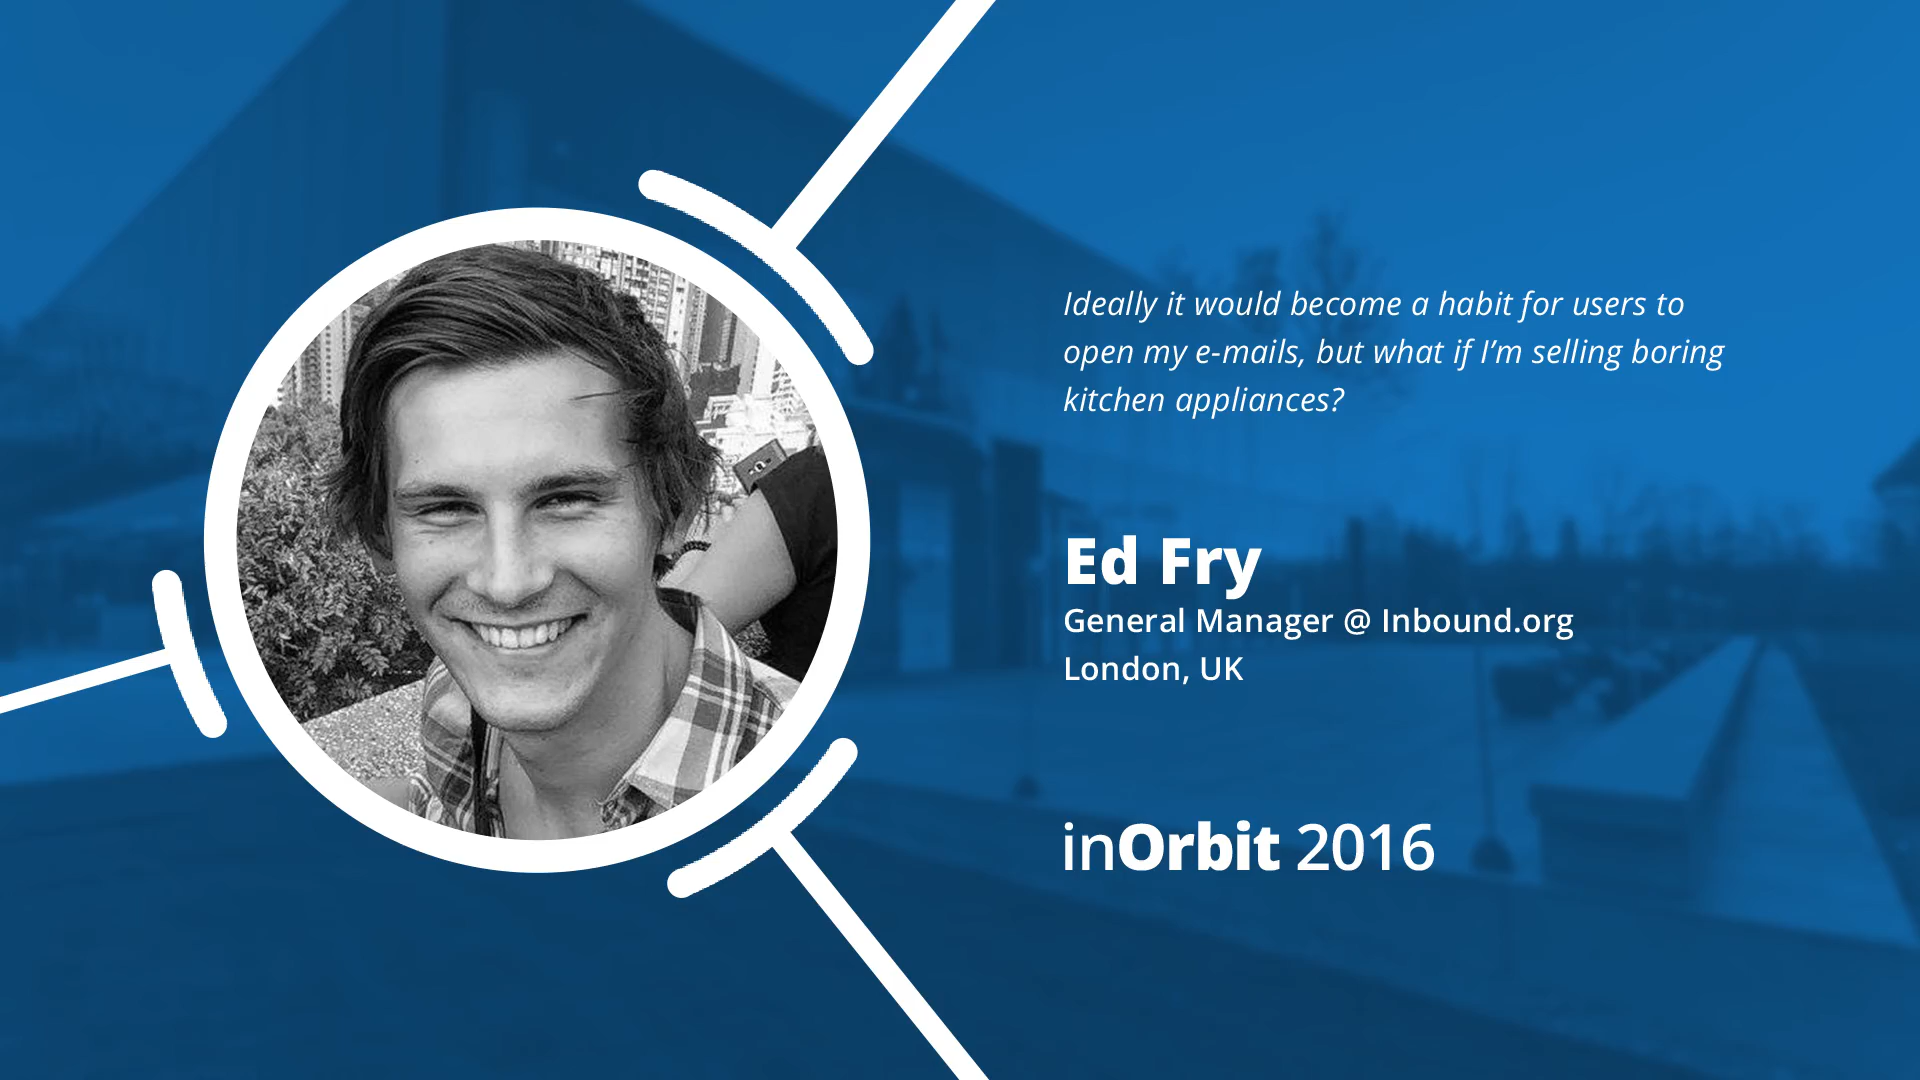 Ideally it would become a habit for users to
open my e-mails, but what if I’m selling boring
kitchen appliances?
Ed Fry
General Manager @ Inbound.org
London, UK
inOrbit 2016